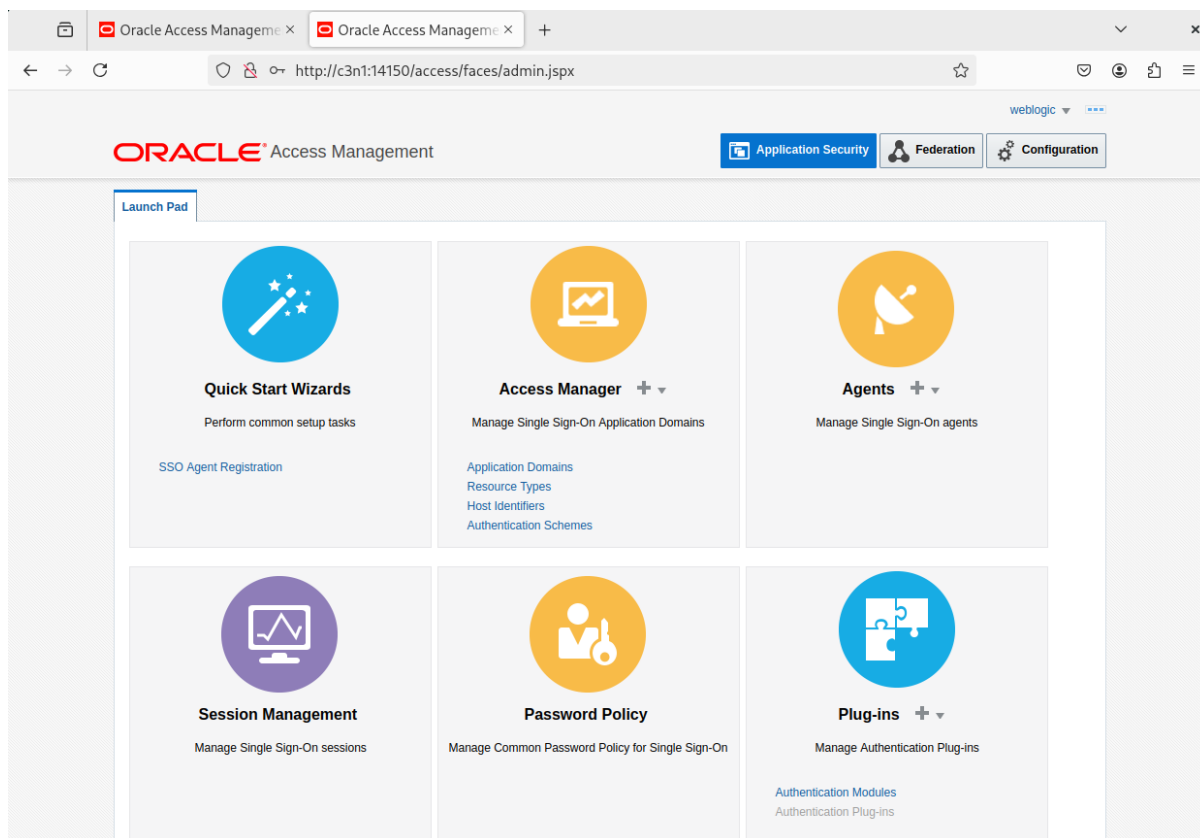 Oracle Access Manageme
Oracle Access Manageme
http://c3n1:14150/access/faces/admin.jspx
weblogic
ORACLE Access Management
Application Security
Federation
Configuration
Launch Pad
Quick Start Wizards
Perform common setup tasks
SSO Agent Registration
Access Manager
Manage Single Sign-On Application Domains
Application Domains
Resource Types
Host Identifiers
Authentication Schemes
Agents
Manage Single Sign-On agents
Session Management
Manage Single Sign-On sessions
Password Policy
Manage Common Password Policy for Single Sign-On
Plug-ins
Manage Authentication Plug-ins
Authentication Modules
Authentication Plug-ins